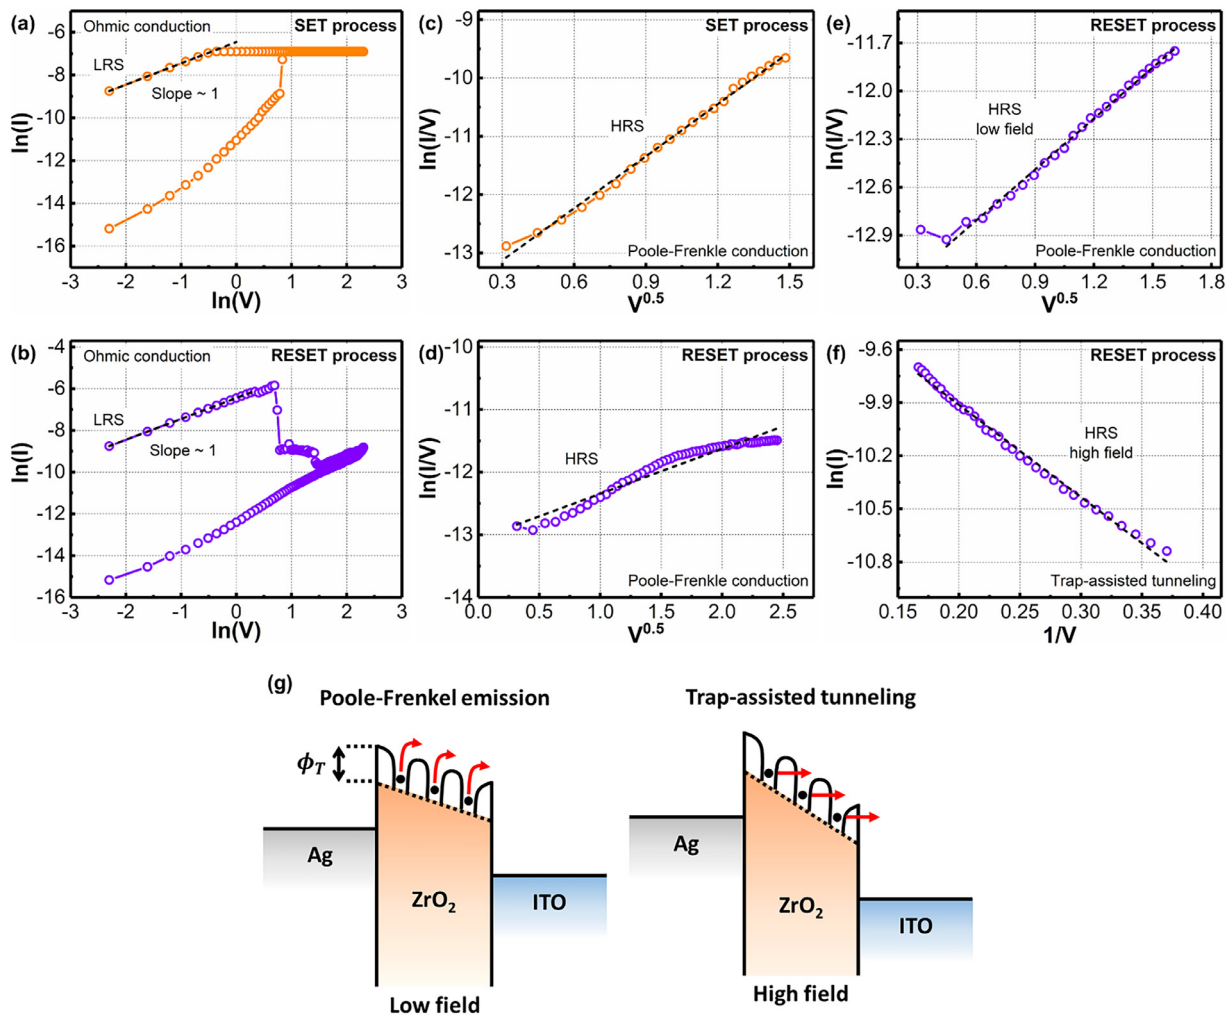 (a)
Ohmic conduction
SET process
LRS
Slope ~ 1
ln(I)
-6
-8
-10
-12
-14
-16
-3
-2
-1
0
1
2
3
ln(V)
(c)
SET process
HRS
Poole-Frenkle conduction
ln(I/V)
-9
-10
-11
-12
-13
0.3
0.6
0.9
1.2
1.5
V0.5
(e)
RESET process
HRS
low field
Poole-Frenkle conduction
ln(I/V)
-11.7
-12.0
-12.3
-12.6
-12.9
0.3
0.6
0.9
1.2
1.5
1.8
V0.5
(b)
Ohmic conduction
RESET process
LRS
Slope ~ 1
ln(I)
-4
-6
-8
-10
-12
-14
-16
-3
-2
-1
0
1
2
3
ln(V)
(d)
RESET process
HRS
Poole-Frenkle conduction
ln(I/V)
-10
-11
-12
-13
-14
0.0
0.5
1.0
1.5
2.0
2.5
V0.5
(f)
RESET process
HRS
high field
Trap-assisted tunneling
ln(I)
-9.6
-9.9
-10.2
-10.5
-10.8
0.15
0.20
0.25
0.30
0.35
0.40
1/V
(g)
Poole-Frenkel emission
ϕT
Ag
ZrO2
ITO
Low field
Trap-assisted tunneling
Ag
ZrO2
ITO
High field